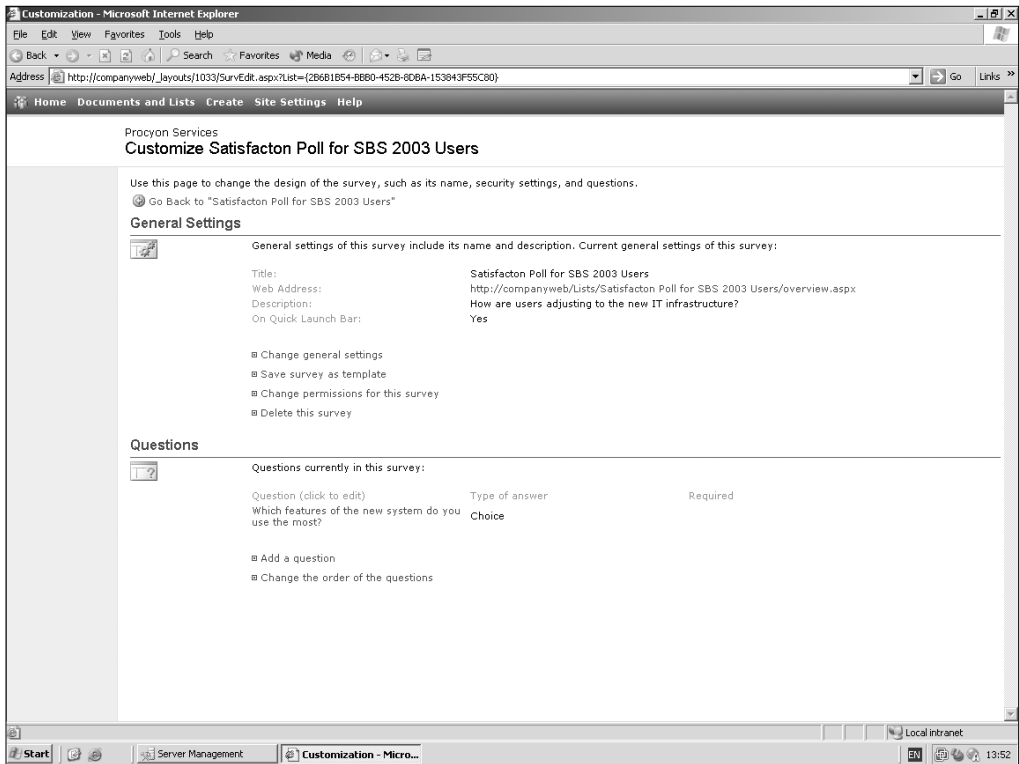 Customization - Microsoft Internet Explorer
File Edit View Favorites Tools Help
Back Search Favorites Media
Address http://companyweb/_layouts/1033/SurvEdit.aspx?List={2B6B1B54-BBB0-452B-8DBA-153843F55C80} Go Links »
Home Documents and Lists Create Site Settings Help
Procyon Services
Customize Satisfacton Poll for SBS 2003 Users
Use this page to change the design of the survey, such as its name, security settings, and questions.
Go Back to "Satisfacton Poll for SBS 2003 Users"
General Settings
General settings of this survey include its name and description. Current general settings of this survey:
Title: Satisfacton Poll for SBS 2003 Users
Web Address: http://companyweb/Lists/Satisfacton Poll for SBS 2003 Users/overview.aspx
Description: How are users adjusting to the new IT infrastructure?
On Quick Launch Bar: Yes
Change general settings
Save survey as template
Change permissions for this survey
Delete this survey
Questions
Questions currently in this survey:
Question (click to edit) Type of answer Required
Which features of the new system do you use the most? Choice
Add a question
Change the order of the questions
Local intranet
Start Server Management Customization - Micro... EN 13:52